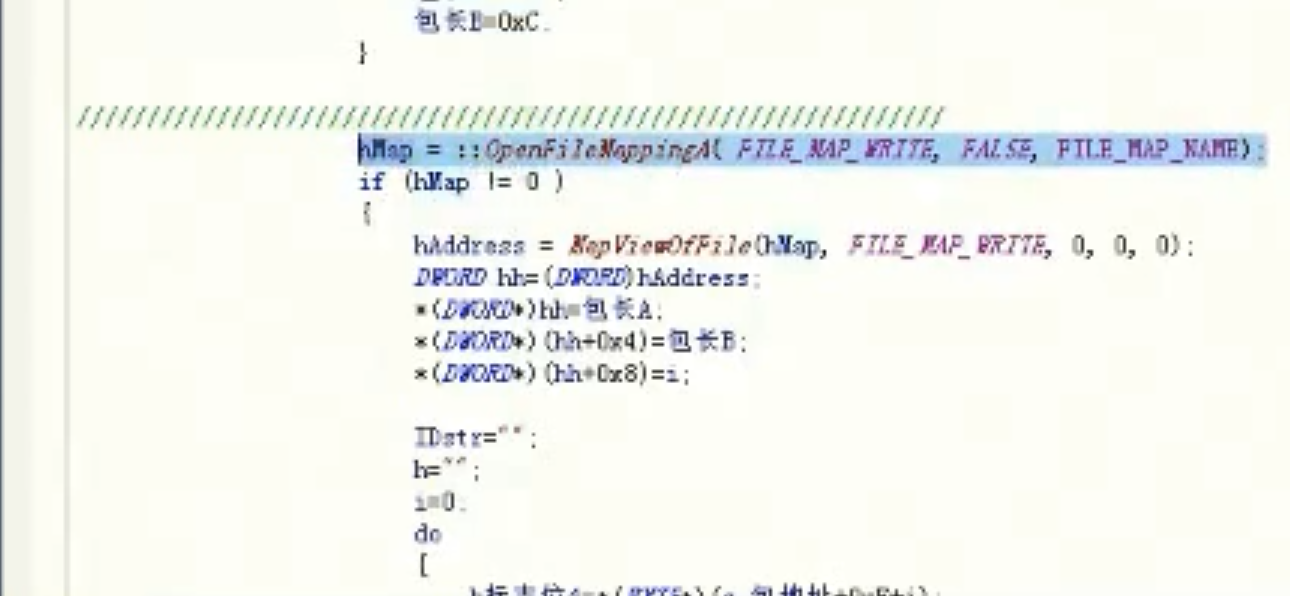 包长B=0xC;
}
//////////////////////////////////////////////////////////////
hMap = ::OpenFileMappingA( FILE_MAP_WRITE, FALSE, FILE_MAP_NAME);
if (hMap != 0 )
{
hAddress = MapViewOfFile(hMap, FILE_MAP_WRITE, 0, 0, 0);
DWORD hh=(DWORD)hAddress;
*(DWORD*)hh=包长A;
*(DWORD*)(hh+0x4)=包长B;
*(DWORD*)(hh+0x8)=i;
IDstr="";
h="";
i=0;
do
{